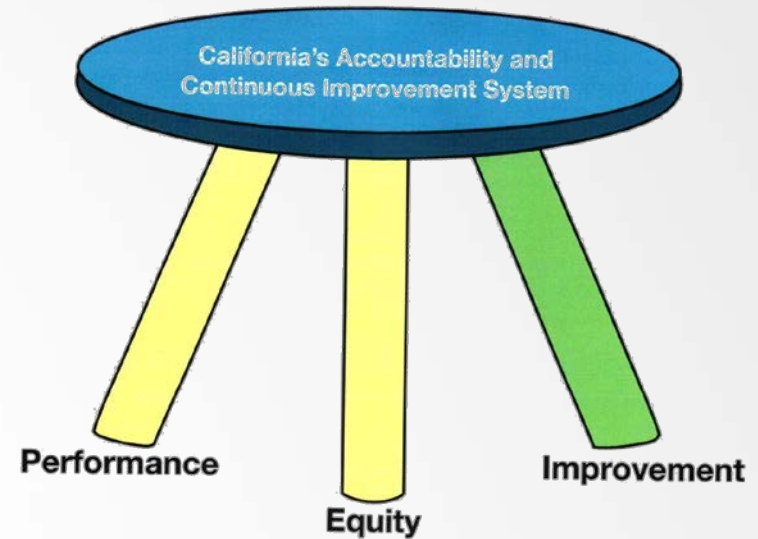 California's Accountability and
Continuous Improvement System
Performance
Improvement
Equity